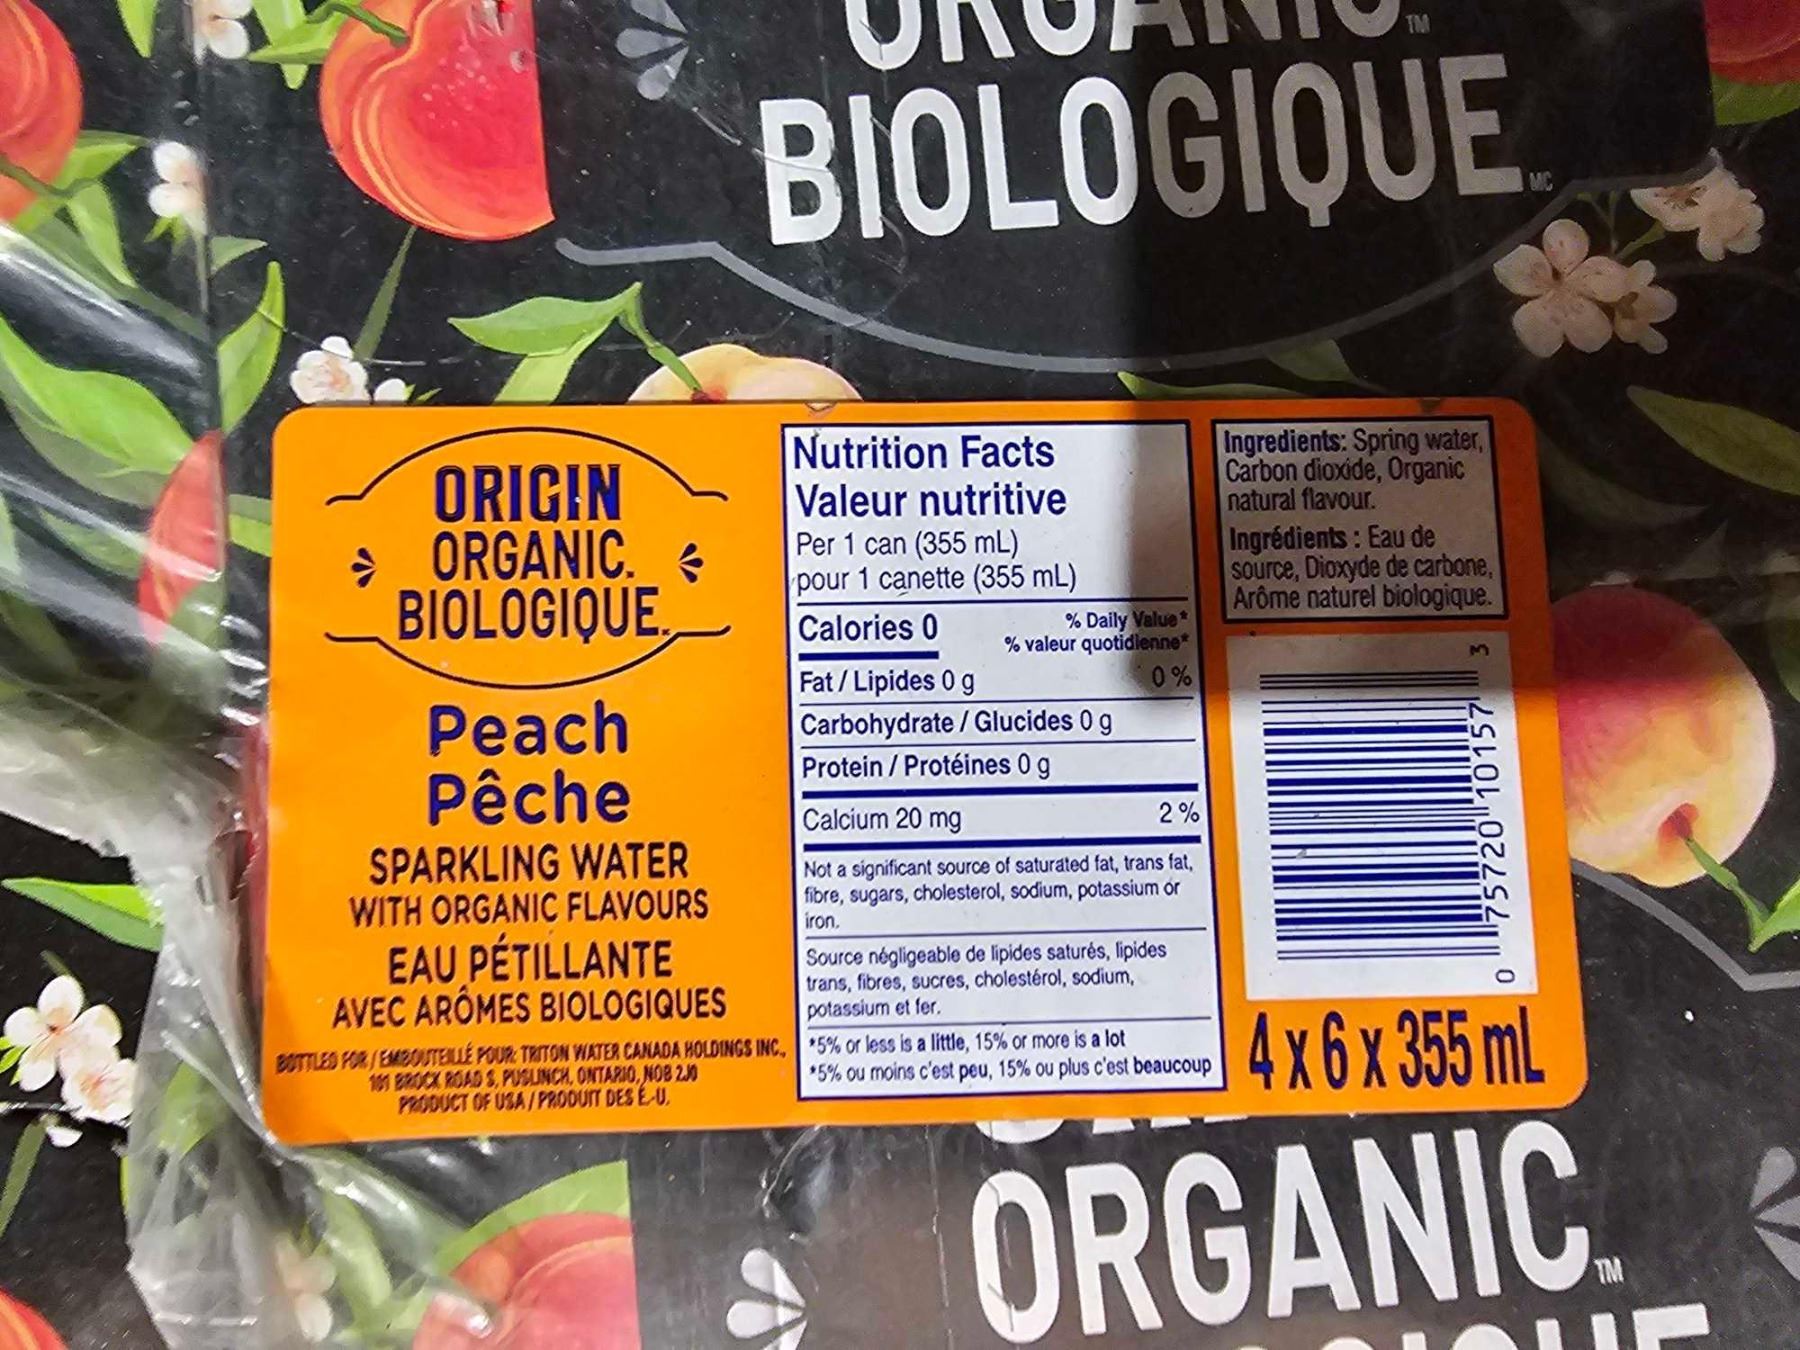 ORGANIC
TM
BIOLOGIQUE
MC
ORIGIN
ORGANIC.
BIOLOGIQUE.
Peach
Pêche
SPARKLING WATER
WITH ORGANIC FLAVOURS
EAU PÉTILLANTE
AVEC ARÔMES BIOLOGIQUES
BOTTLED FOR / EMBOUTEILLÉ POUR: TRITON WATER CANADA HOLDINGS INC.,
101 BROCK ROAD S, PUSLINCH, ONTARIO, N0B 2J0
PRODUCT OF USA / PRODUIT DES É.-U.
Nutrition Facts
Valeur nutritive
Per 1 can (355 mL)
pour 1 canette (355 mL)
Calories 0
% Daily Value*
% valeur quotidienne*
Fat / Lipides 0 g 0 %
Carbohydrate / Glucides 0 g
Protein / Protéines 0 g
Calcium 20 mg 2 %
Not a significant source of saturated fat, trans fat,
fibre, sugars, cholesterol, sodium, potassium or
iron.
Source négligeable de lipides saturés, lipides
trans, fibres, sucres, cholestérol, sodium,
potassium et fer.
*5% or less is a little, 15% or more is a lot
*5% ou moins c'est peu, 15% ou plus c'est beaucoup
Ingredients: Spring water,
Carbon dioxide, Organic
natural flavour.
Ingrédients : Eau de
source, Dioxyde de carbone,
Arôme naturel biologique.
0 75720 10157 3
4 x 6 x 355 mL
ORGANIC
TM